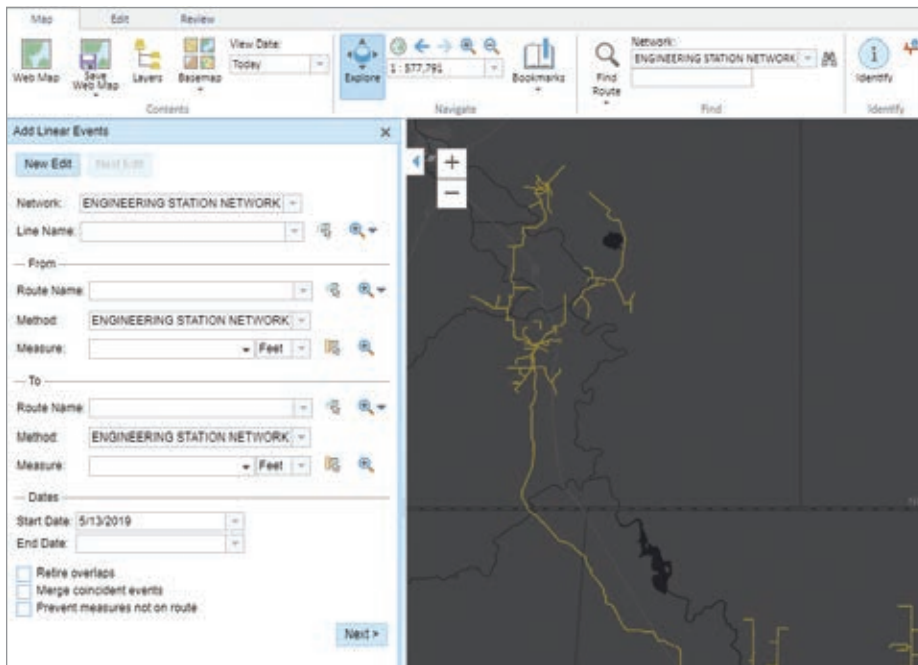 Map Edit Review
Web Map
Save Web Map
Layers
Basemap
View Date:
Today
Contents
Explore
1 : 577,791
Bookmarks
Navigate
Find Route
Network:
ENGINEERING STATION NETWORK
Find
Identify
Identify
Add Linear Events ×
New Edit Next Edit
Network: ENGINEERING STATION NETWORK
Line Name:
From
Route Name:
Method: ENGINEERING STATION NETWORK
Measure: Feet
To
Route Name:
Method: ENGINEERING STATION NETWORK
Measure: Feet
Dates
Start Date: 5/13/2019
End Date:
Retire overlaps
Merge coincident events
Prevent measures not on route
Next >
+
−